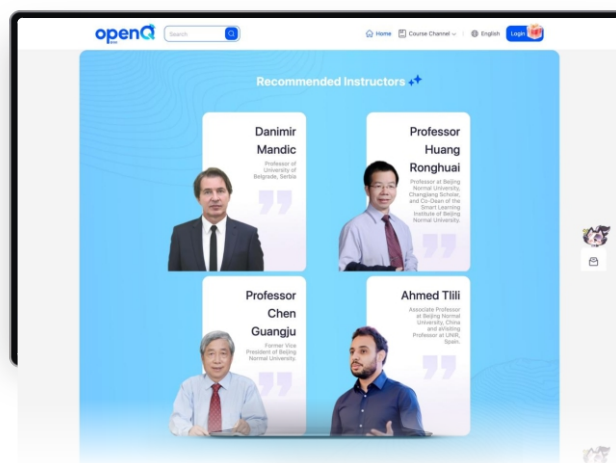 openQ
Search
Home
Course Channel
English
Login
Recommended Instructors
Danimir
Mandic
Professor of
University of
Belgrade, Serbia
Professor
Huang
Ronghuai
Professor at Beijing
Normal University,
Changjiang Scholar,
and Co-Dean of the
Smart Learning
Institute of Beijing
Normal University.
Professor
Chen
Guangju
Former Vice
President of Beijing
Normal University.
Ahmed Tlili
Associate Professor
at Beijing Normal
University, China
and aVisiting
Professor at UNIR,
Spain.